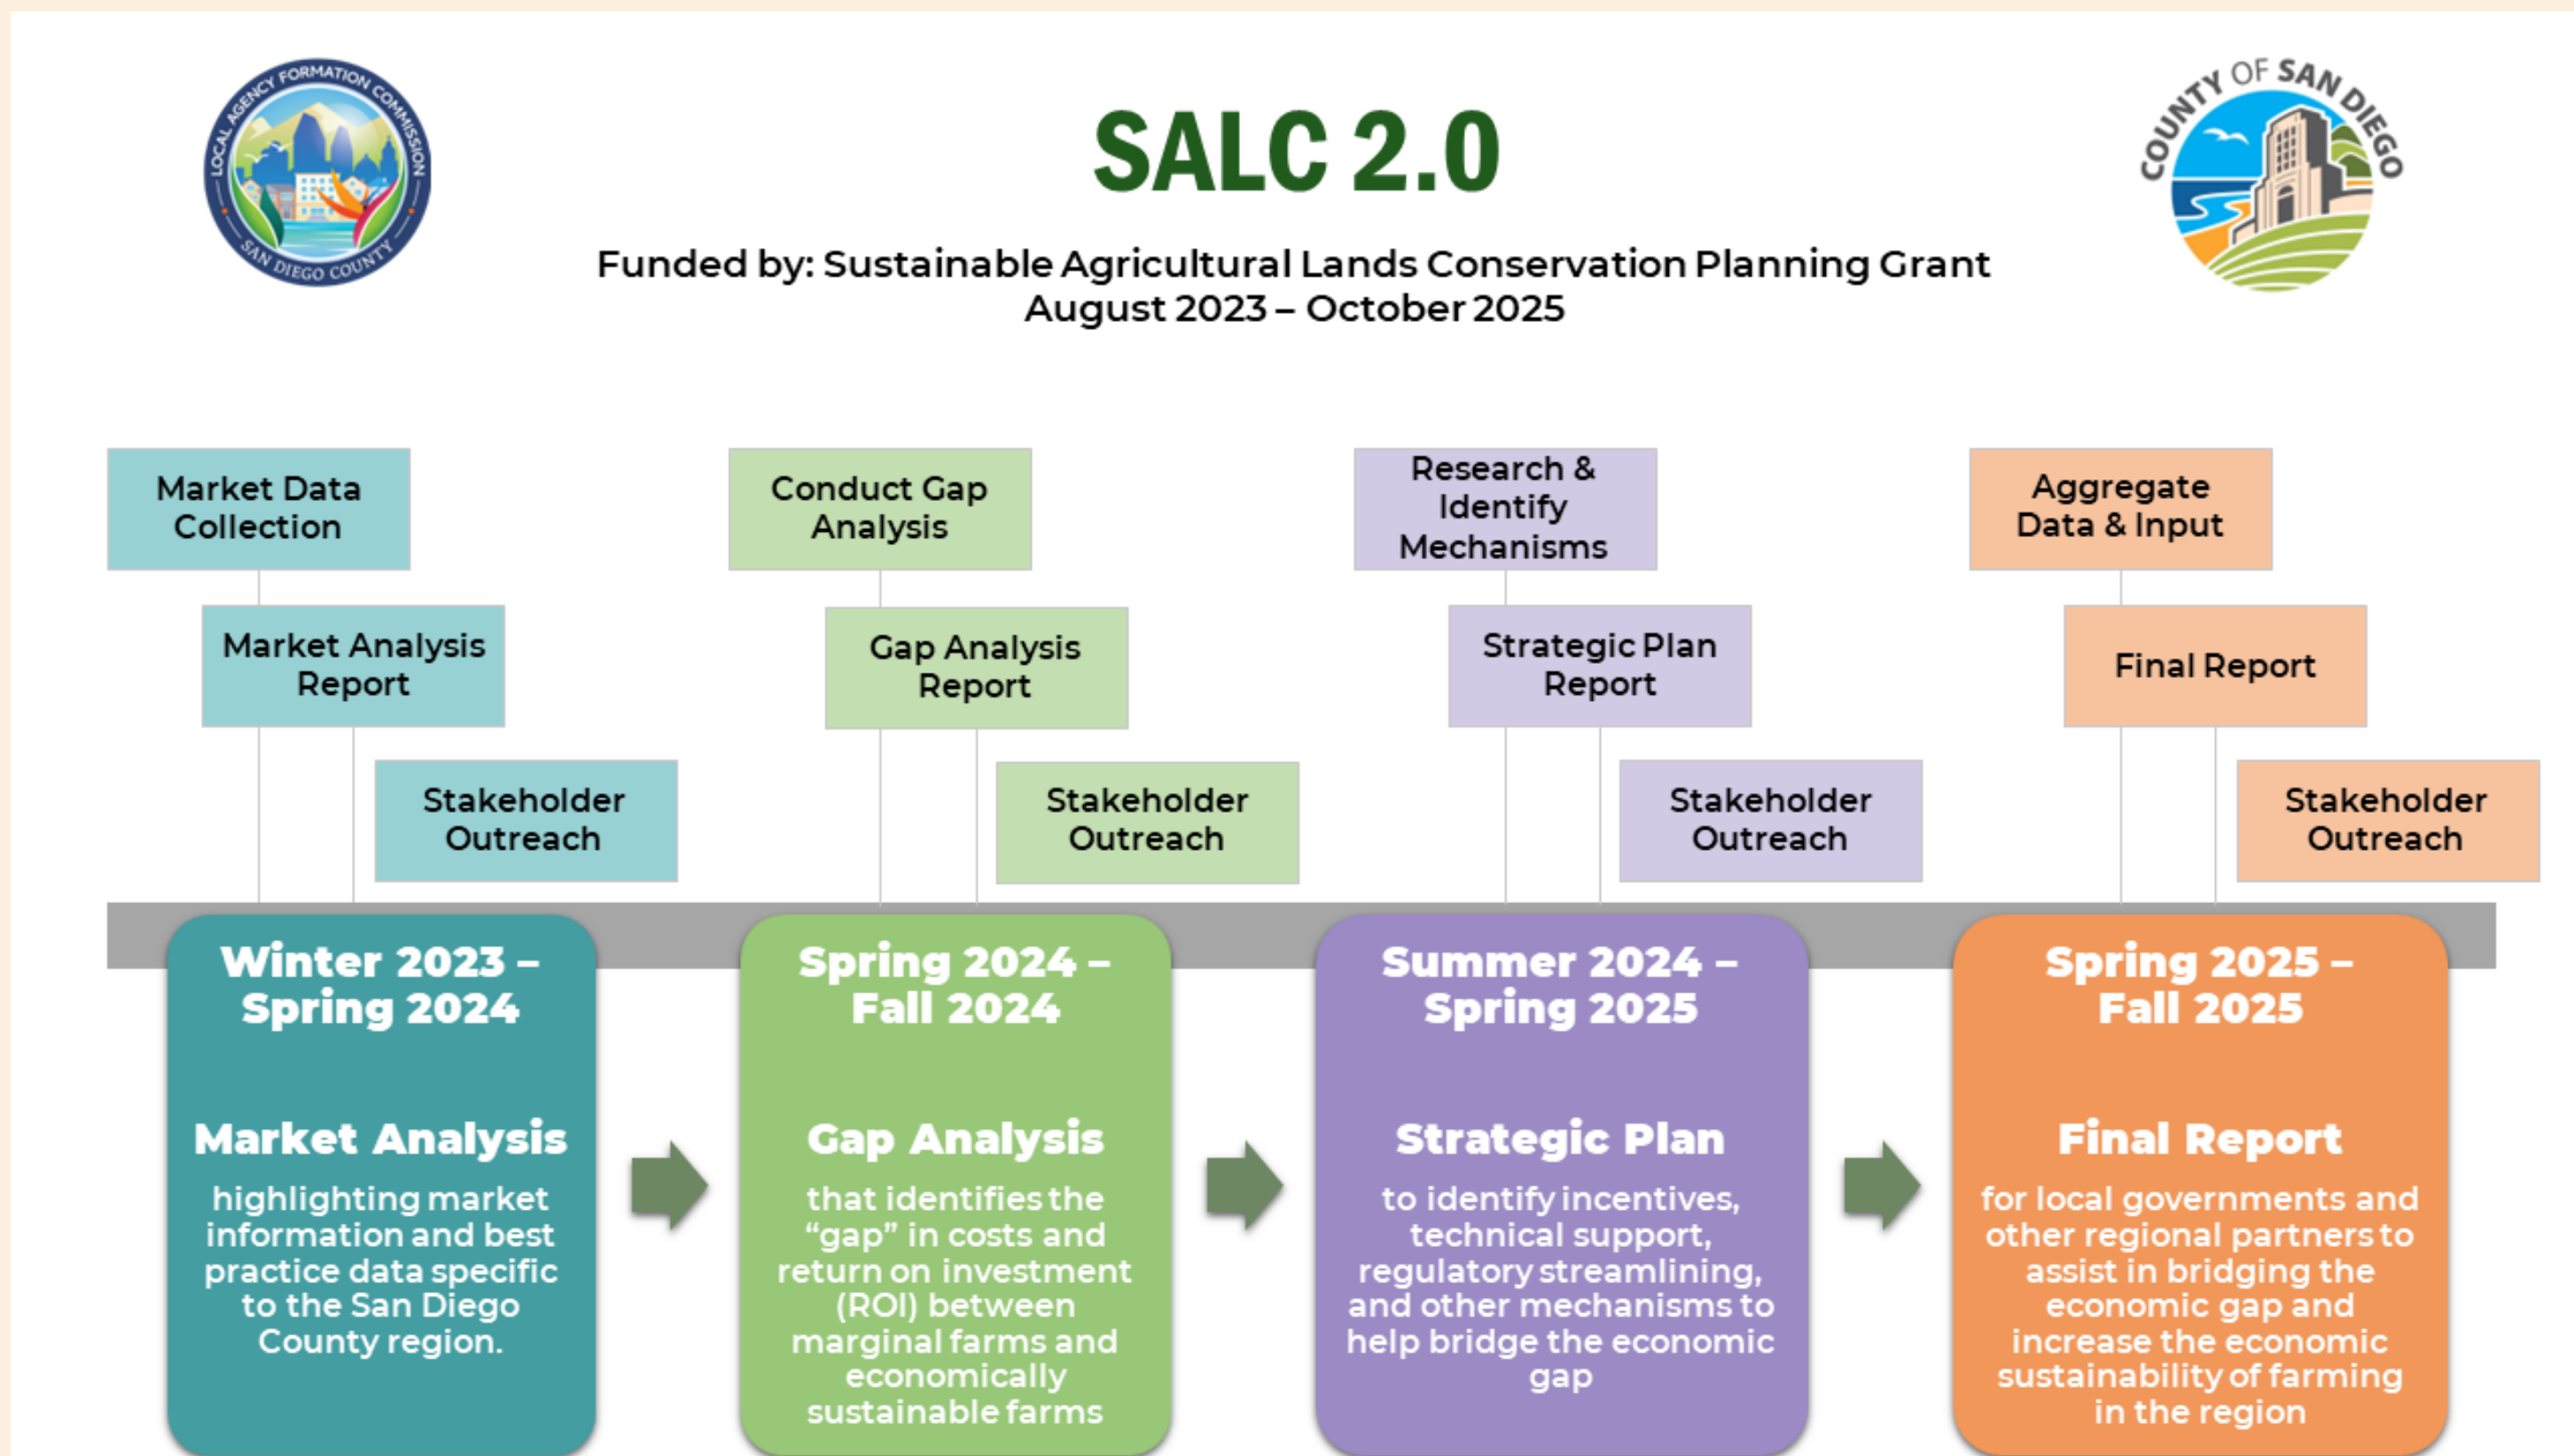 LOCAL AGENCY FORMATION COMMISSION
SAN DIEGO COUNTY
SALC 2.0
COUNTY OF SAN DIEGO
Funded by: Sustainable Agricultural Lands Conservation Planning Grant
August 2023 – October 2025
Market Data
Collection
Market Analysis
Report
Stakeholder
Outreach
Conduct Gap
Analysis
Gap Analysis
Report
Stakeholder
Outreach
Research &
Identify
Mechanisms
Strategic Plan
Report
Stakeholder
Outreach
Aggregate
Data & Input
Final Report
Stakeholder
Outreach
Winter 2023 –
Spring 2024
Market Analysis
highlighting market
information and best
practice data specific
to the San Diego
County region.
Spring 2024 –
Fall 2024
Gap Analysis
that identifies the
“gap” in costs and
return on investment
(ROI) between
marginal farms and
economically
sustainable farms
Summer 2024 –
Spring 2025
Strategic Plan
to identify incentives,
technical support,
regulatory streamlining,
and other mechanisms to
help bridge the economic
gap
Spring 2025 –
Fall 2025
Final Report
for local governments and
other regional partners to
assist in bridging the
economic gap and
increase the economic
sustainability of farming
in the region